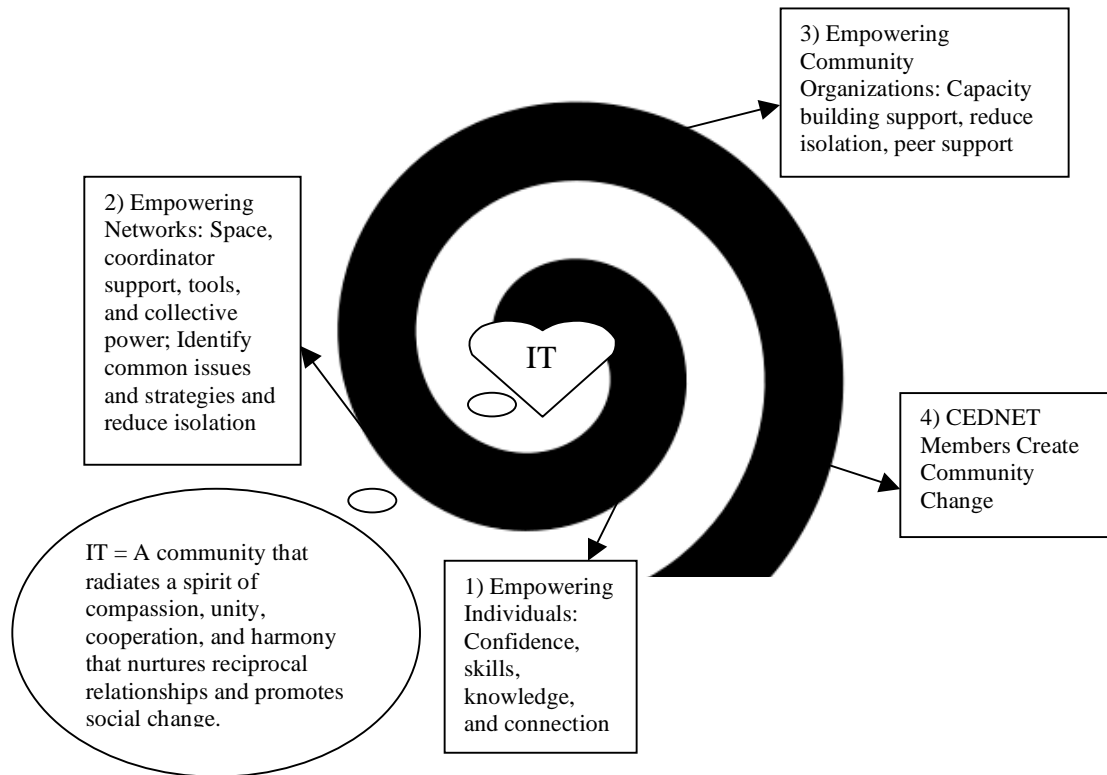 3) Empowering
Community
Organizations: Capacity
building support, reduce
isolation, peer support
2) Empowering
Networks: Space,
coordinator
support, tools,
and collective
power; Identify
common issues
and strategies and
reduce isolation
IT
4) CEDNET
Members Create
Community
Change
IT = A community that
radiates a spirit of
compassion, unity,
cooperation, and harmony
that nurtures reciprocal
relationships and promotes
social change.
1) Empowering
Individuals:
Confidence,
skills,
knowledge,
and connection